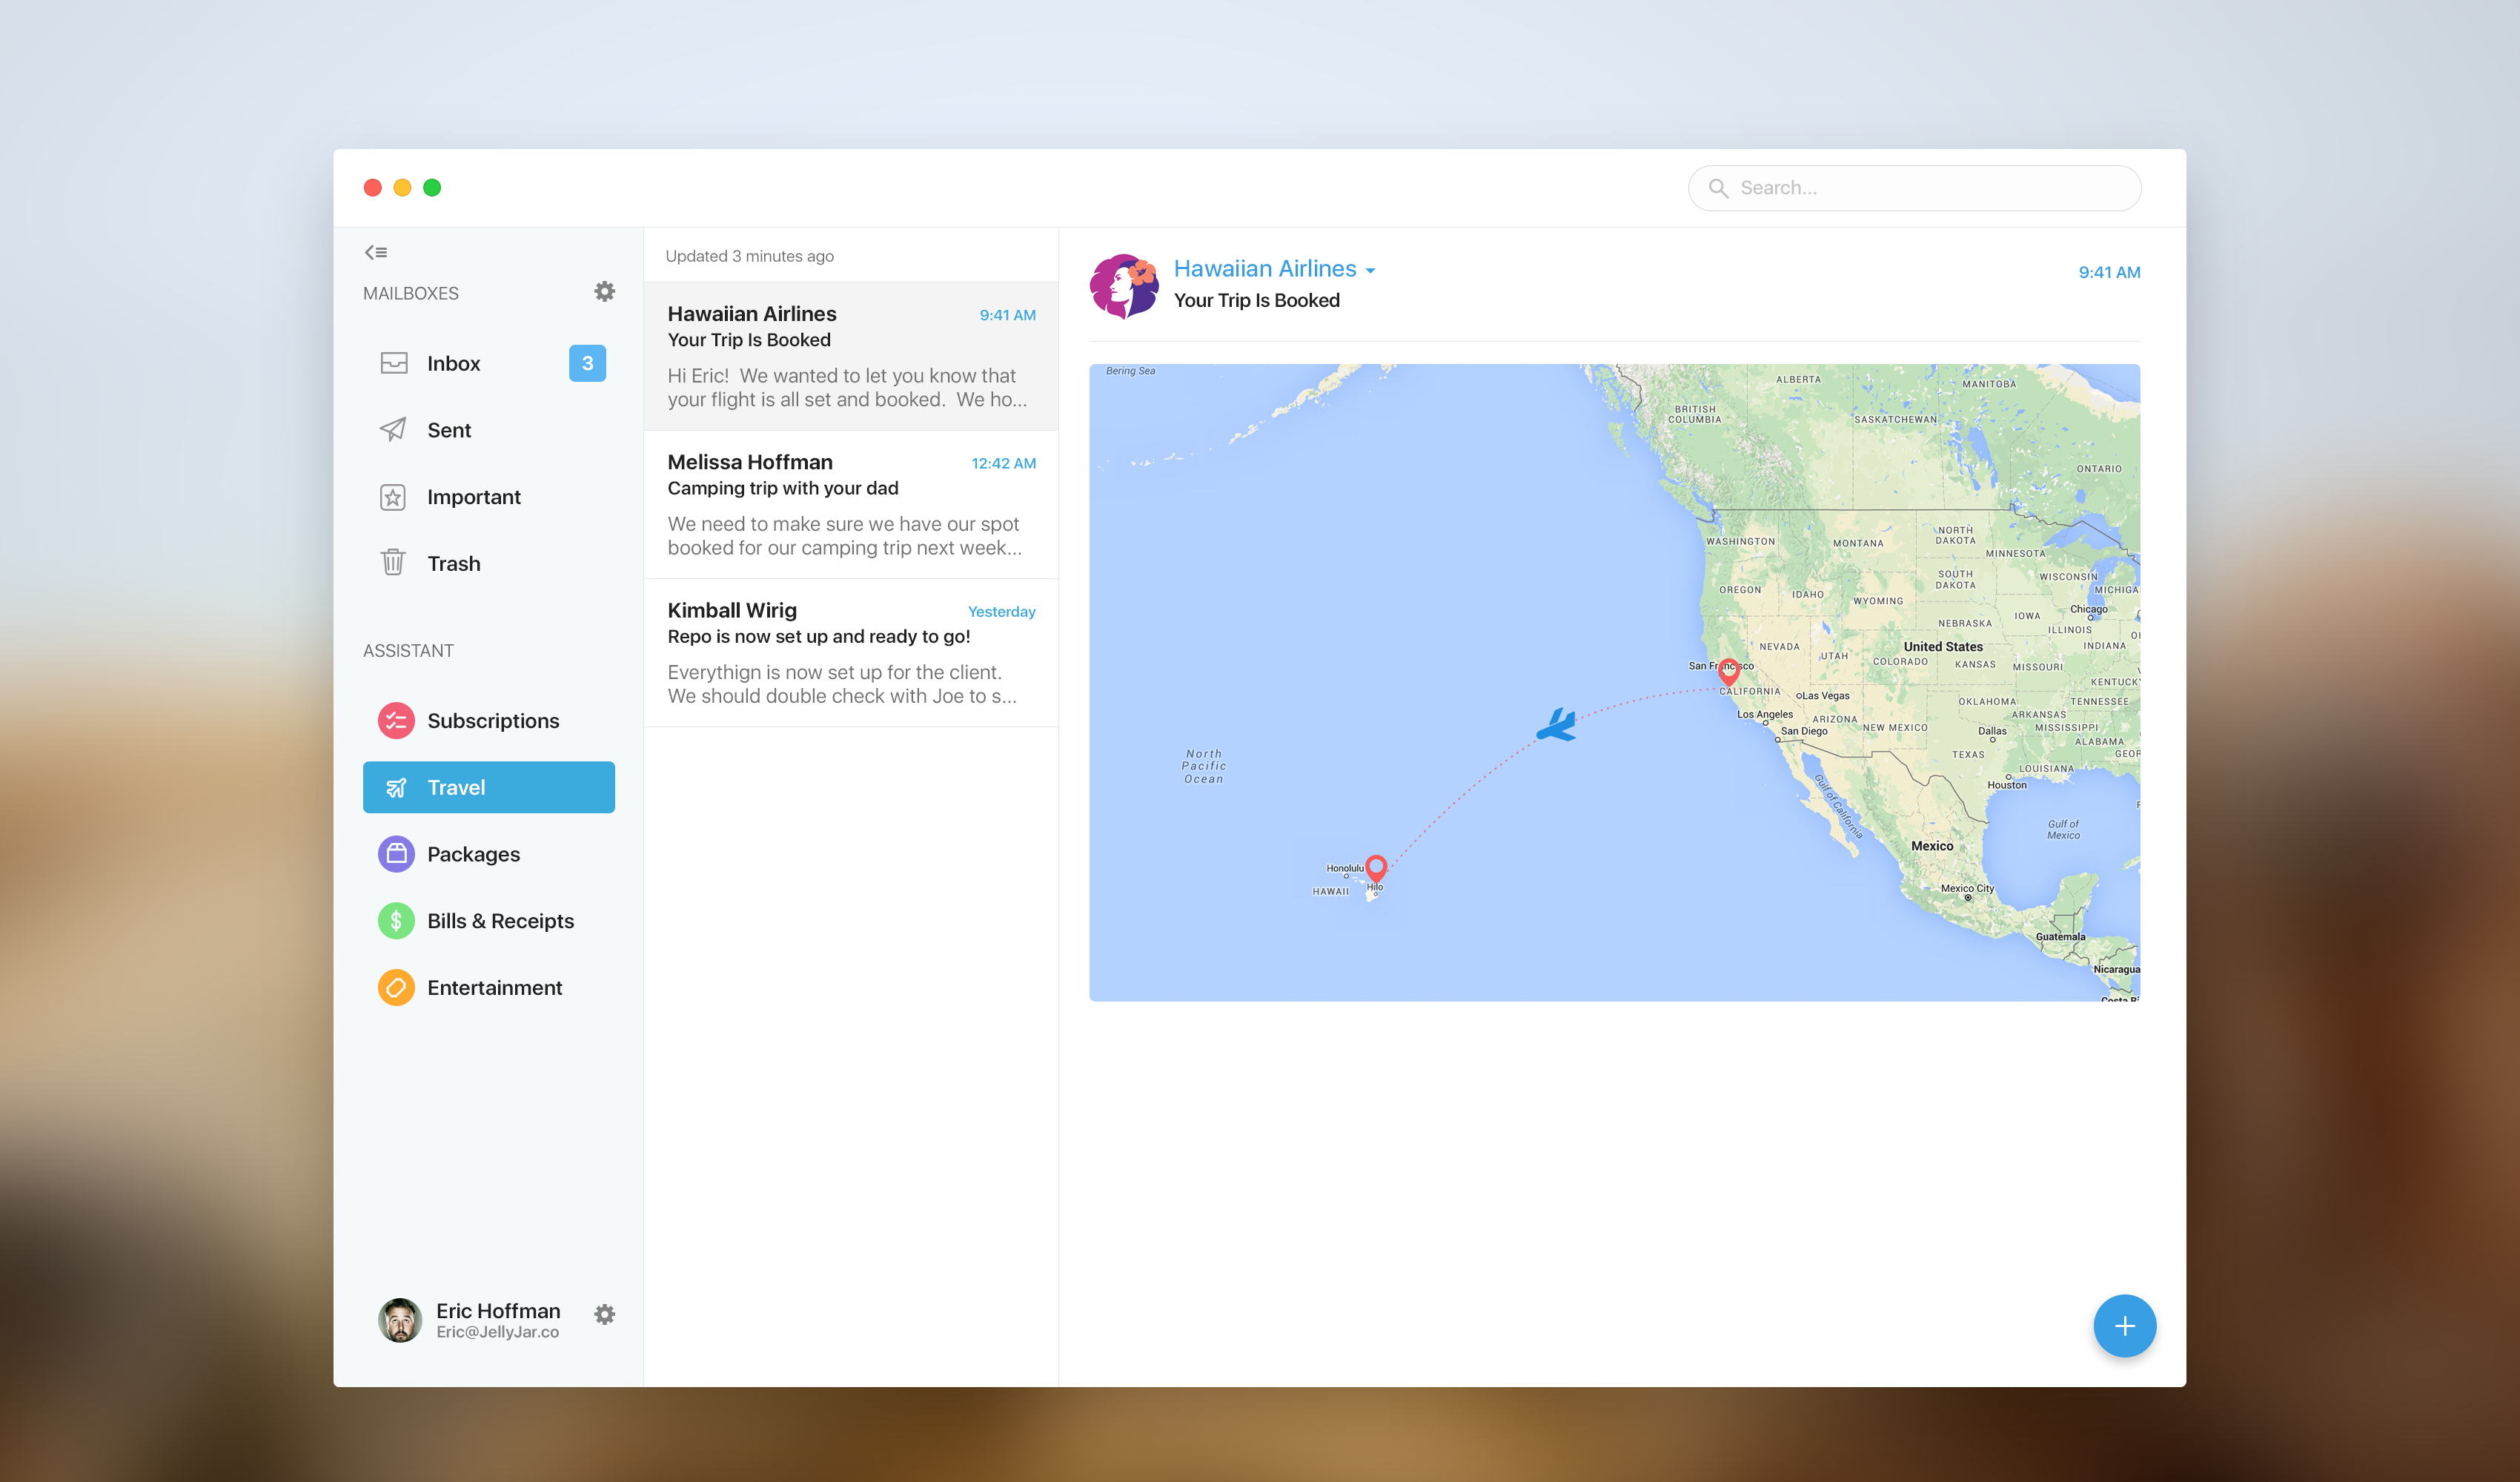 Search...
MAILBOXES
Inbox
3
Sent
Important
Trash
ASSISTANT
Subscriptions
Travel
Packages
Bills & Receipts
Entertainment
Eric Hoffman
Eric@JellyJar.co
Updated 3 minutes ago
Hawaiian Airlines
9:41 AM
Your Trip Is Booked
Hi Eric!  We wanted to let you know that
your flight is all set and booked.  We ho...
Melissa Hoffman
12:42 AM
Camping trip with your dad
We need to make sure we have our spot
booked for our camping trip next week...
Kimball Wirig
Yesterday
Repo is now set up and ready to go!
Everythign is now set up for the client.
We should double check with Joe to s...
Hawaiian Airlines
9:41 AM
Your Trip Is Booked
Bering Sea
ALBERTA
MANITOBA
BRITISH
COLUMBIA
SASKATCHEWAN
ONTARIO
WASHINGTON
MONTANA
NORTH
DAKOTA
MINNESOTA
SOUTH
DAKOTA
WISCONSIN
MICHIGA
OREGON
IDAHO
WYOMING
Chicago
IOWA
NEBRASKA
ILLINOIS
INDIANA
OH
NEVADA
UTAH
United States
COLORADO
KANSAS
MISSOURI
San Francisco
KENTUCKY
CALIFORNIA
Las Vegas
OKLAHOMA
TENNESSEE
Los Angeles
ARIZONA
NEW MEXICO
ARKANSAS
MISSISSIPPI
San Diego
Dallas
ALABAMA
TEXAS
GEOR
LOUISIANA
Houston
North
Pacific
Ocean
Gulf of California
Gulf of
Mexico
Mexico
Honolulu
HAWAII
Hilo
Mexico City
Guatemala
Nicaragua
Costa Ri